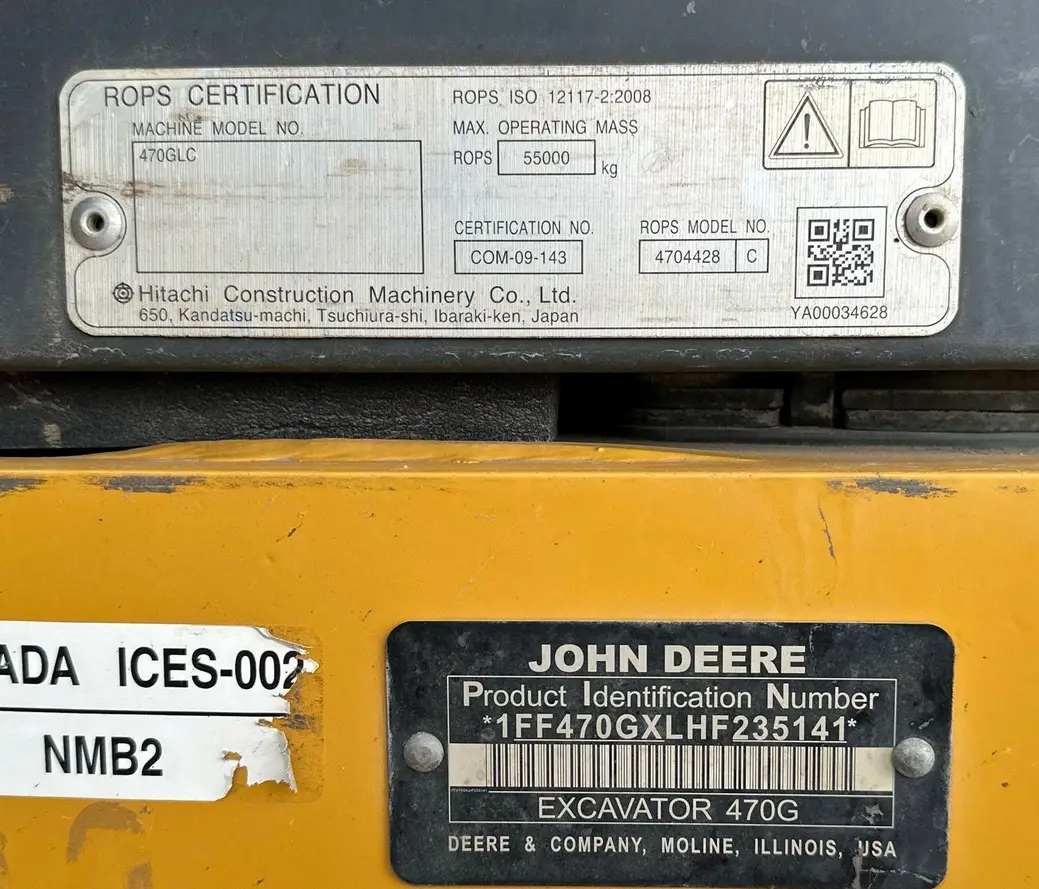 ROPS CERTIFICATION
MACHINE MODEL NO.
470GLC
ROPS ISO 12117-2:2008
MAX. OPERATING MASS
ROPS 55000 kg
CERTIFICATION NO.
COM-09-143
ROPS MODEL NO.
4704428 C
YA00034628
Hitachi Construction Machinery Co., Ltd.
650, Kandatsu-machi, Tsuchiura-shi, Ibaraki-ken, Japan
ADA ICES-002
NMB2
JOHN DEERE
Product Identification Number
*1FF470GXLHF235141*
EXCAVATOR 470G
DEERE & COMPANY, MOLINE, ILLINOIS, USA